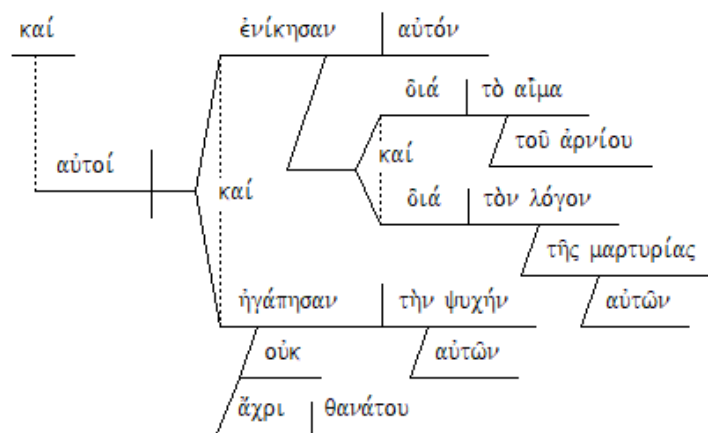 καί
ἐνίκησαν αὐτόν
διά τὸ αἷμα
τοῦ ἀρνίου
καί
αὐτοί
καί
διά τὸν λόγον
τῆς μαρτυρίας
αὐτῶν
ἠγάπησαν τὴν ψυχήν
οὐκ αὐτῶν
ἄχρι θανάτου